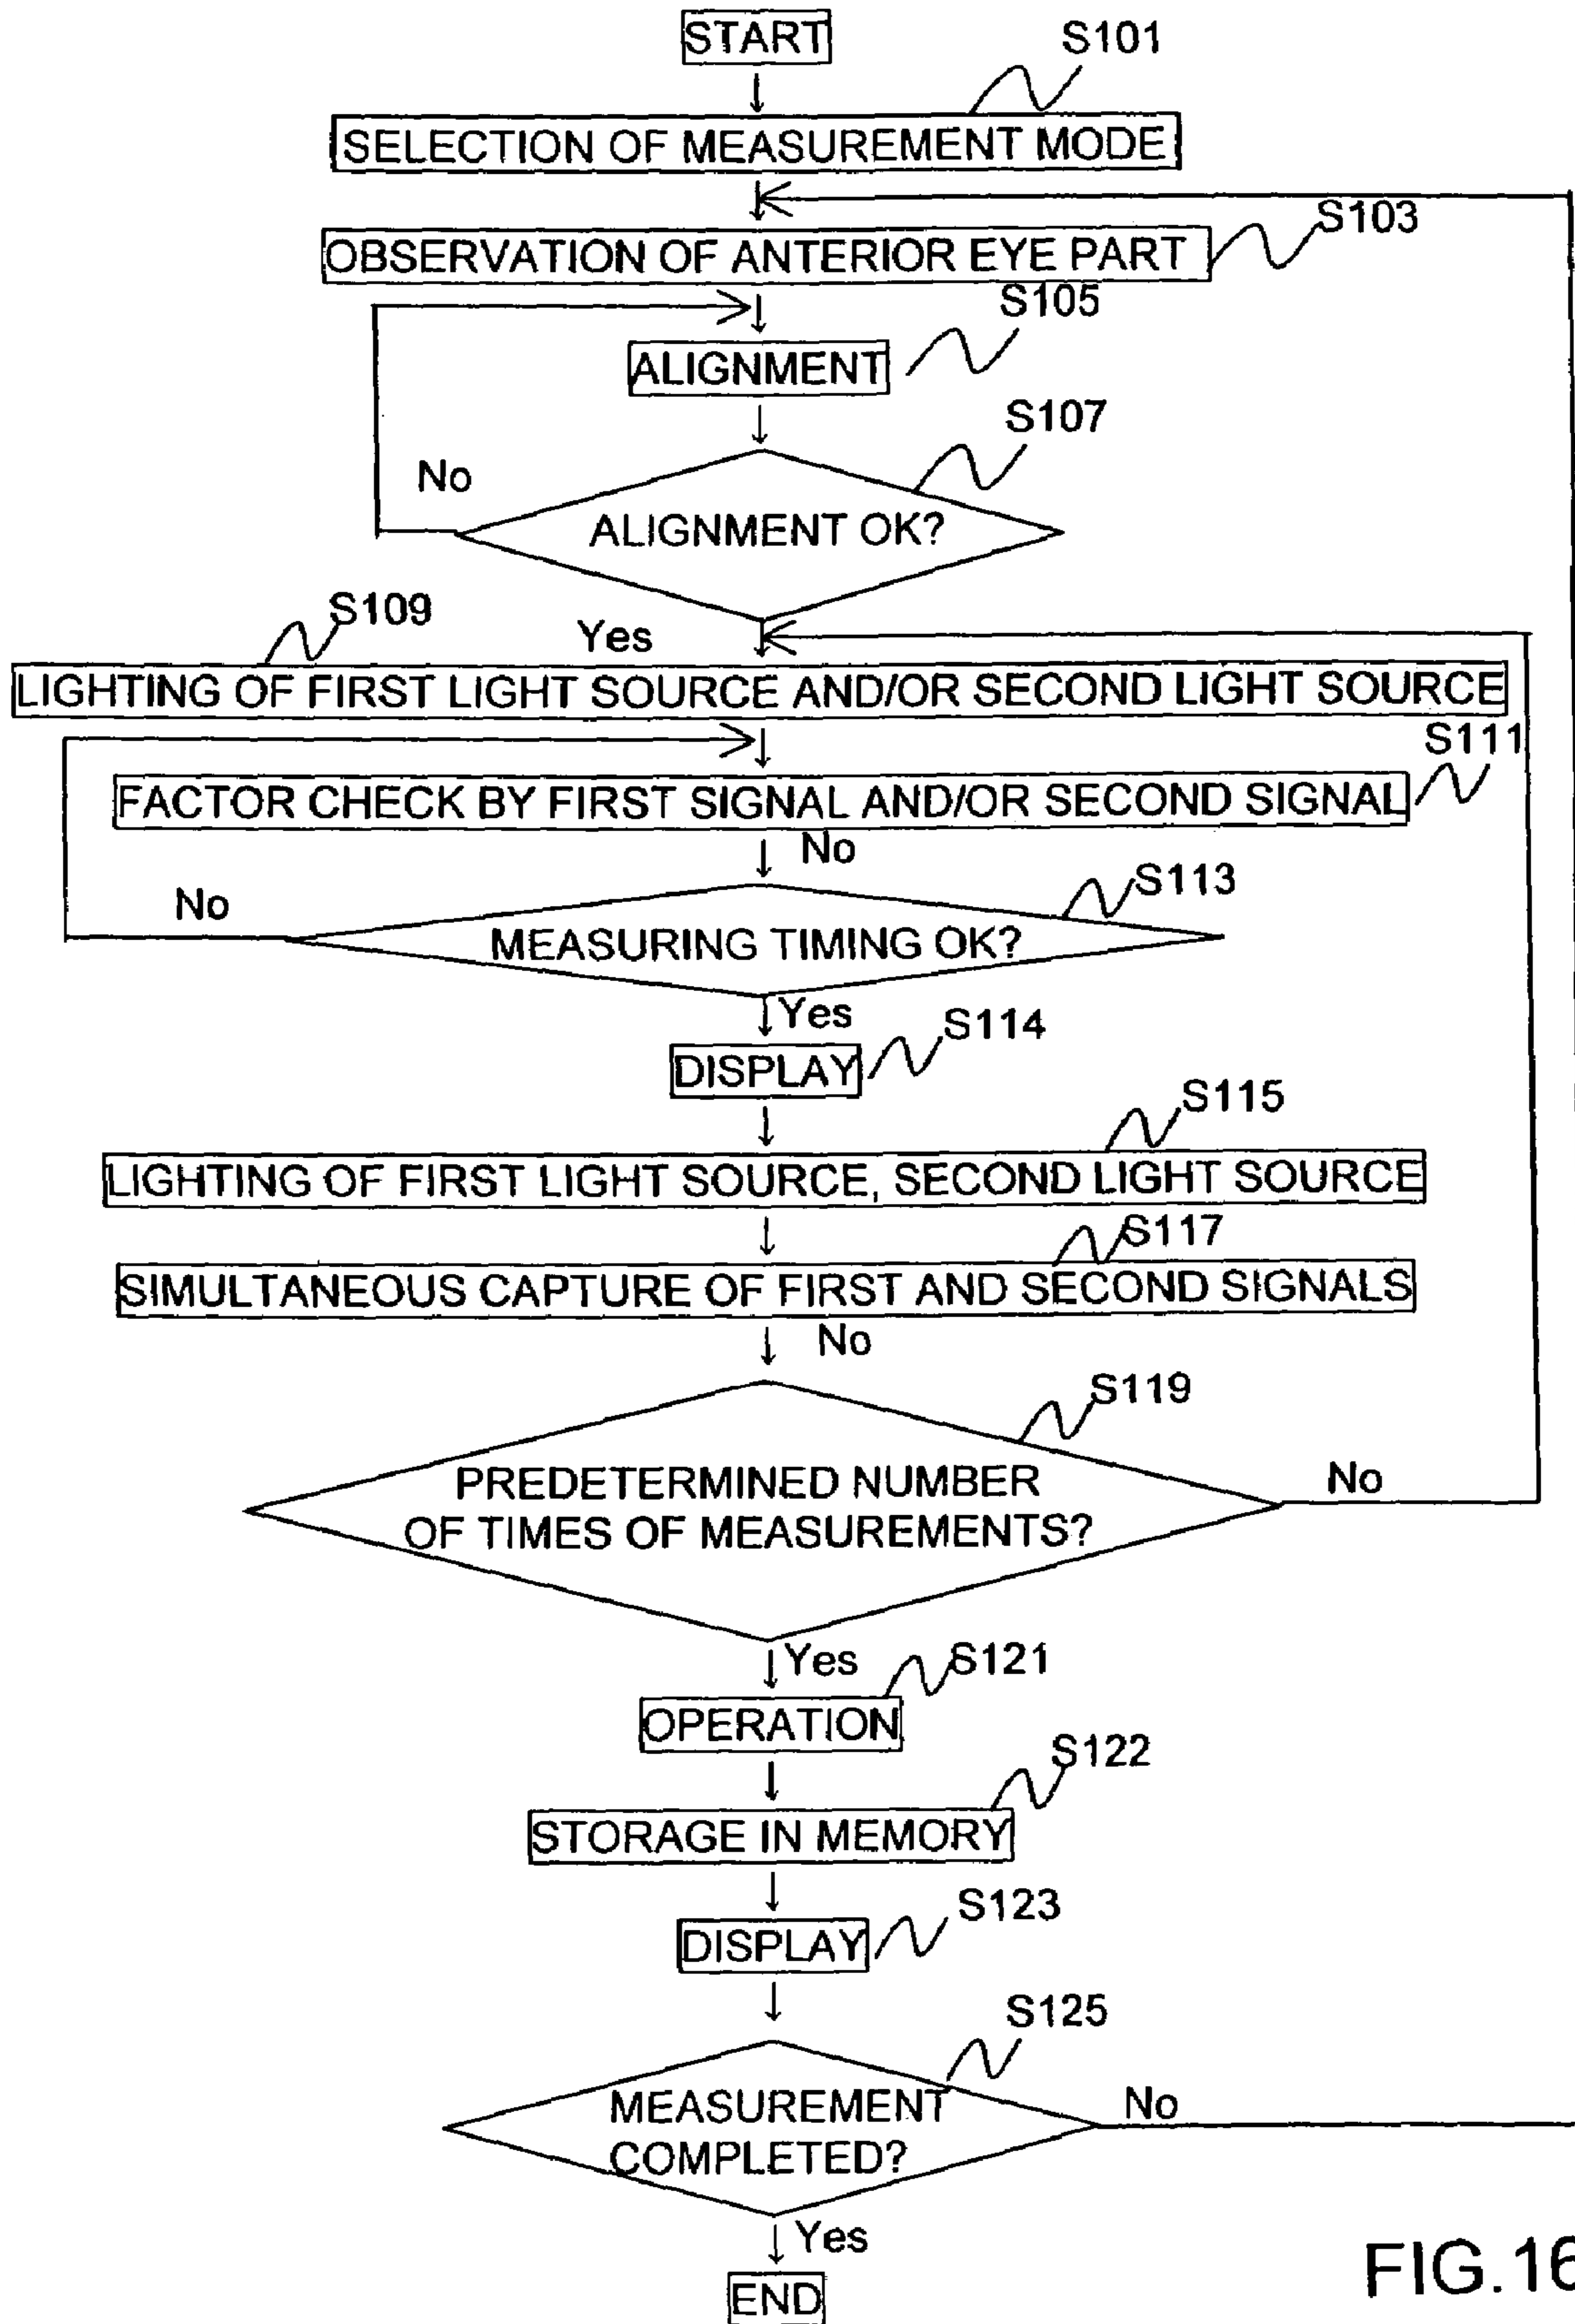 START
S101
SELECTION OF MEASUREMENT MODE
S103
OBSERVATION OF ANTERIOR EYE PART
S105
ALIGNMENT
S107
No
ALIGNMENT OK?
S109
Yes
LIGHTING OF FIRST LIGHT SOURCE AND/OR SECOND LIGHT SOURCE
S111
FACTOR CHECK BY FIRST SIGNAL AND/OR SECOND SIGNAL
No
S113
No
MEASURING TIMING OK?
Yes
S114
DISPLAY
S115
LIGHTING OF FIRST LIGHT SOURCE, SECOND LIGHT SOURCE
S117
SIMULTANEOUS CAPTURE OF FIRST AND SECOND SIGNALS
No
S119
PREDETERMINED NUMBER
OF TIMES OF MEASUREMENTS?
No
Yes
S121
OPERATION
S122
STORAGE IN MEMORY
S123
DISPLAY
S125
MEASUREMENT
COMPLETED?
No
Yes
END
FIG.16